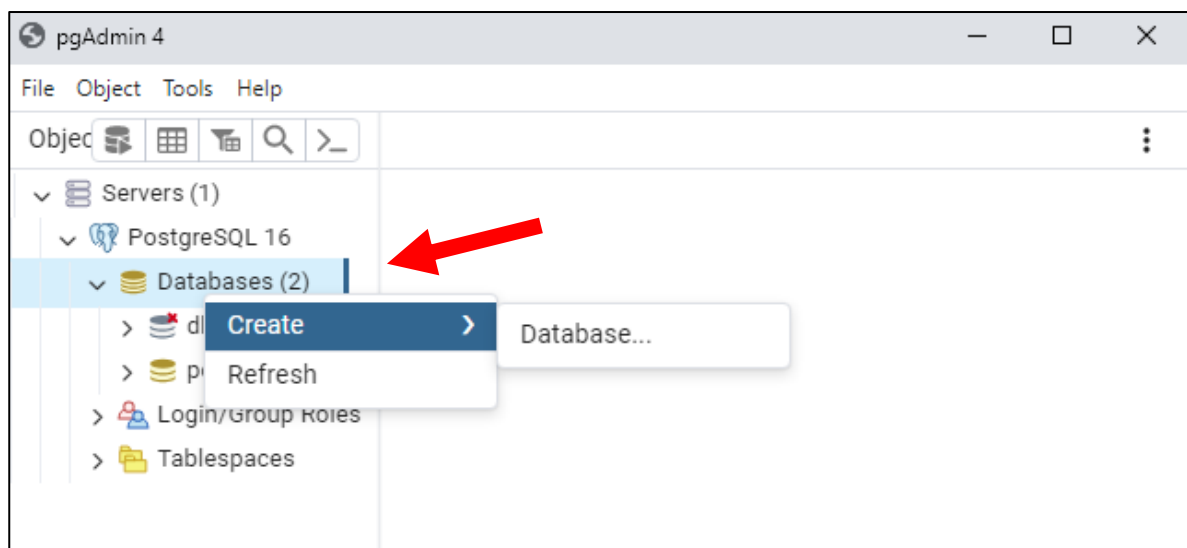 pgAdmin 4
File Object Tools Help
Objec
Servers (1)
PostgreSQL 16
Databases (2)
Create
Database...
Refresh
Login/Group Roles
Tablespaces